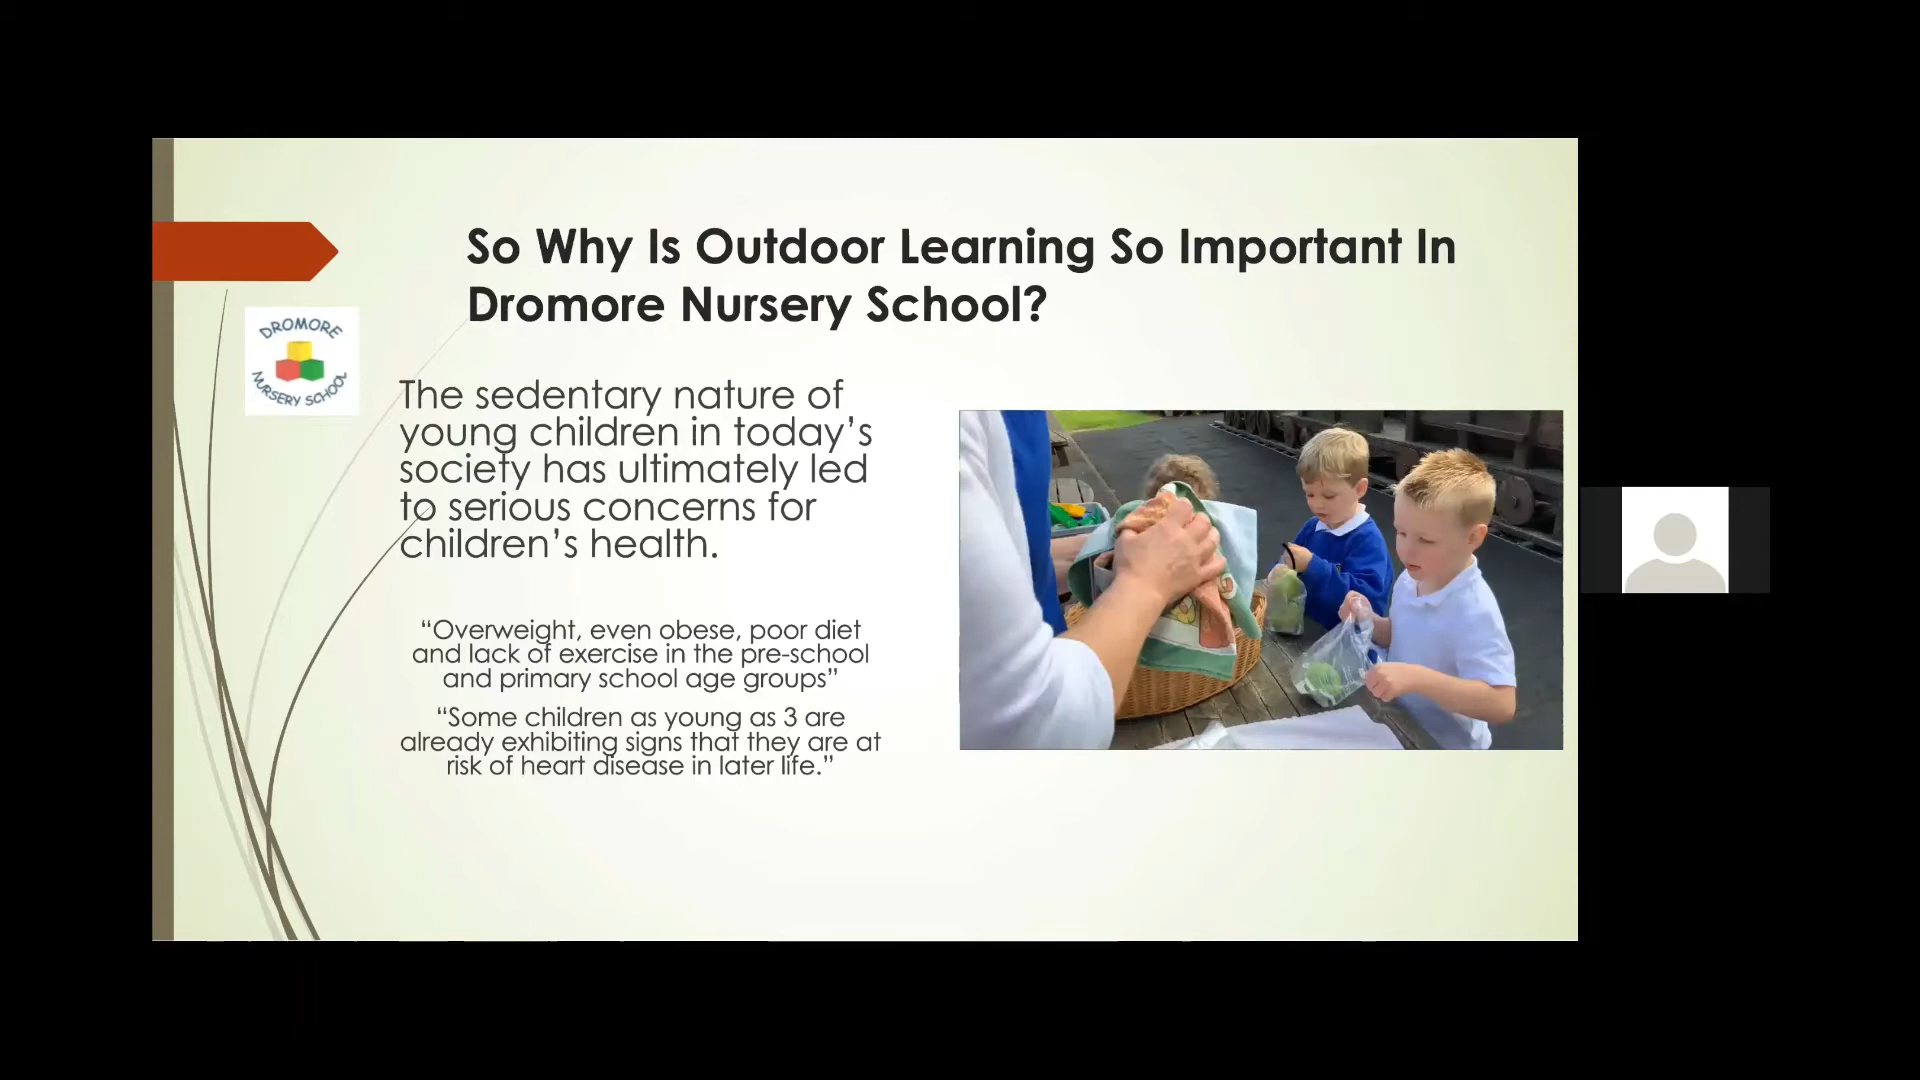 So Why Is Outdoor Learning So Important In
Dromore Nursery School?
DROMORE
NURSERY SCHOOL
The sedentary nature of
young children in today’s
society has ultimately led
to serious concerns for
children’s health.
“Overweight, even obese, poor diet
and lack of exercise in the pre-school
and primary school age groups”
“Some children as young as 3 are
already exhibiting signs that they are at
risk of heart disease in later life.”